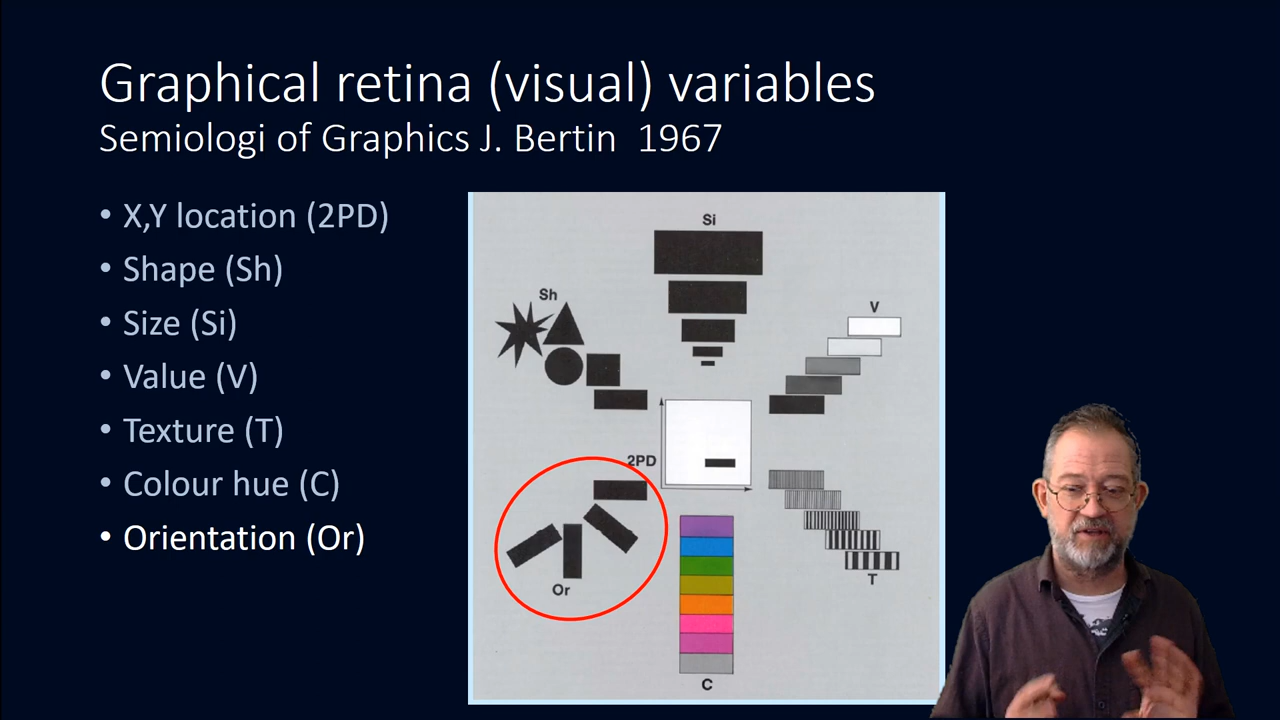 Graphical retina (visual) variables
Semiologi of Graphics J. Bertin 1967
• X,Y location (2PD)
• Shape (Sh)
• Size (Si)
• Value (V)
• Texture (T)
• Colour hue (C)
• Orientation (Or)
Si
Sh
V
2PD
Or
T
C